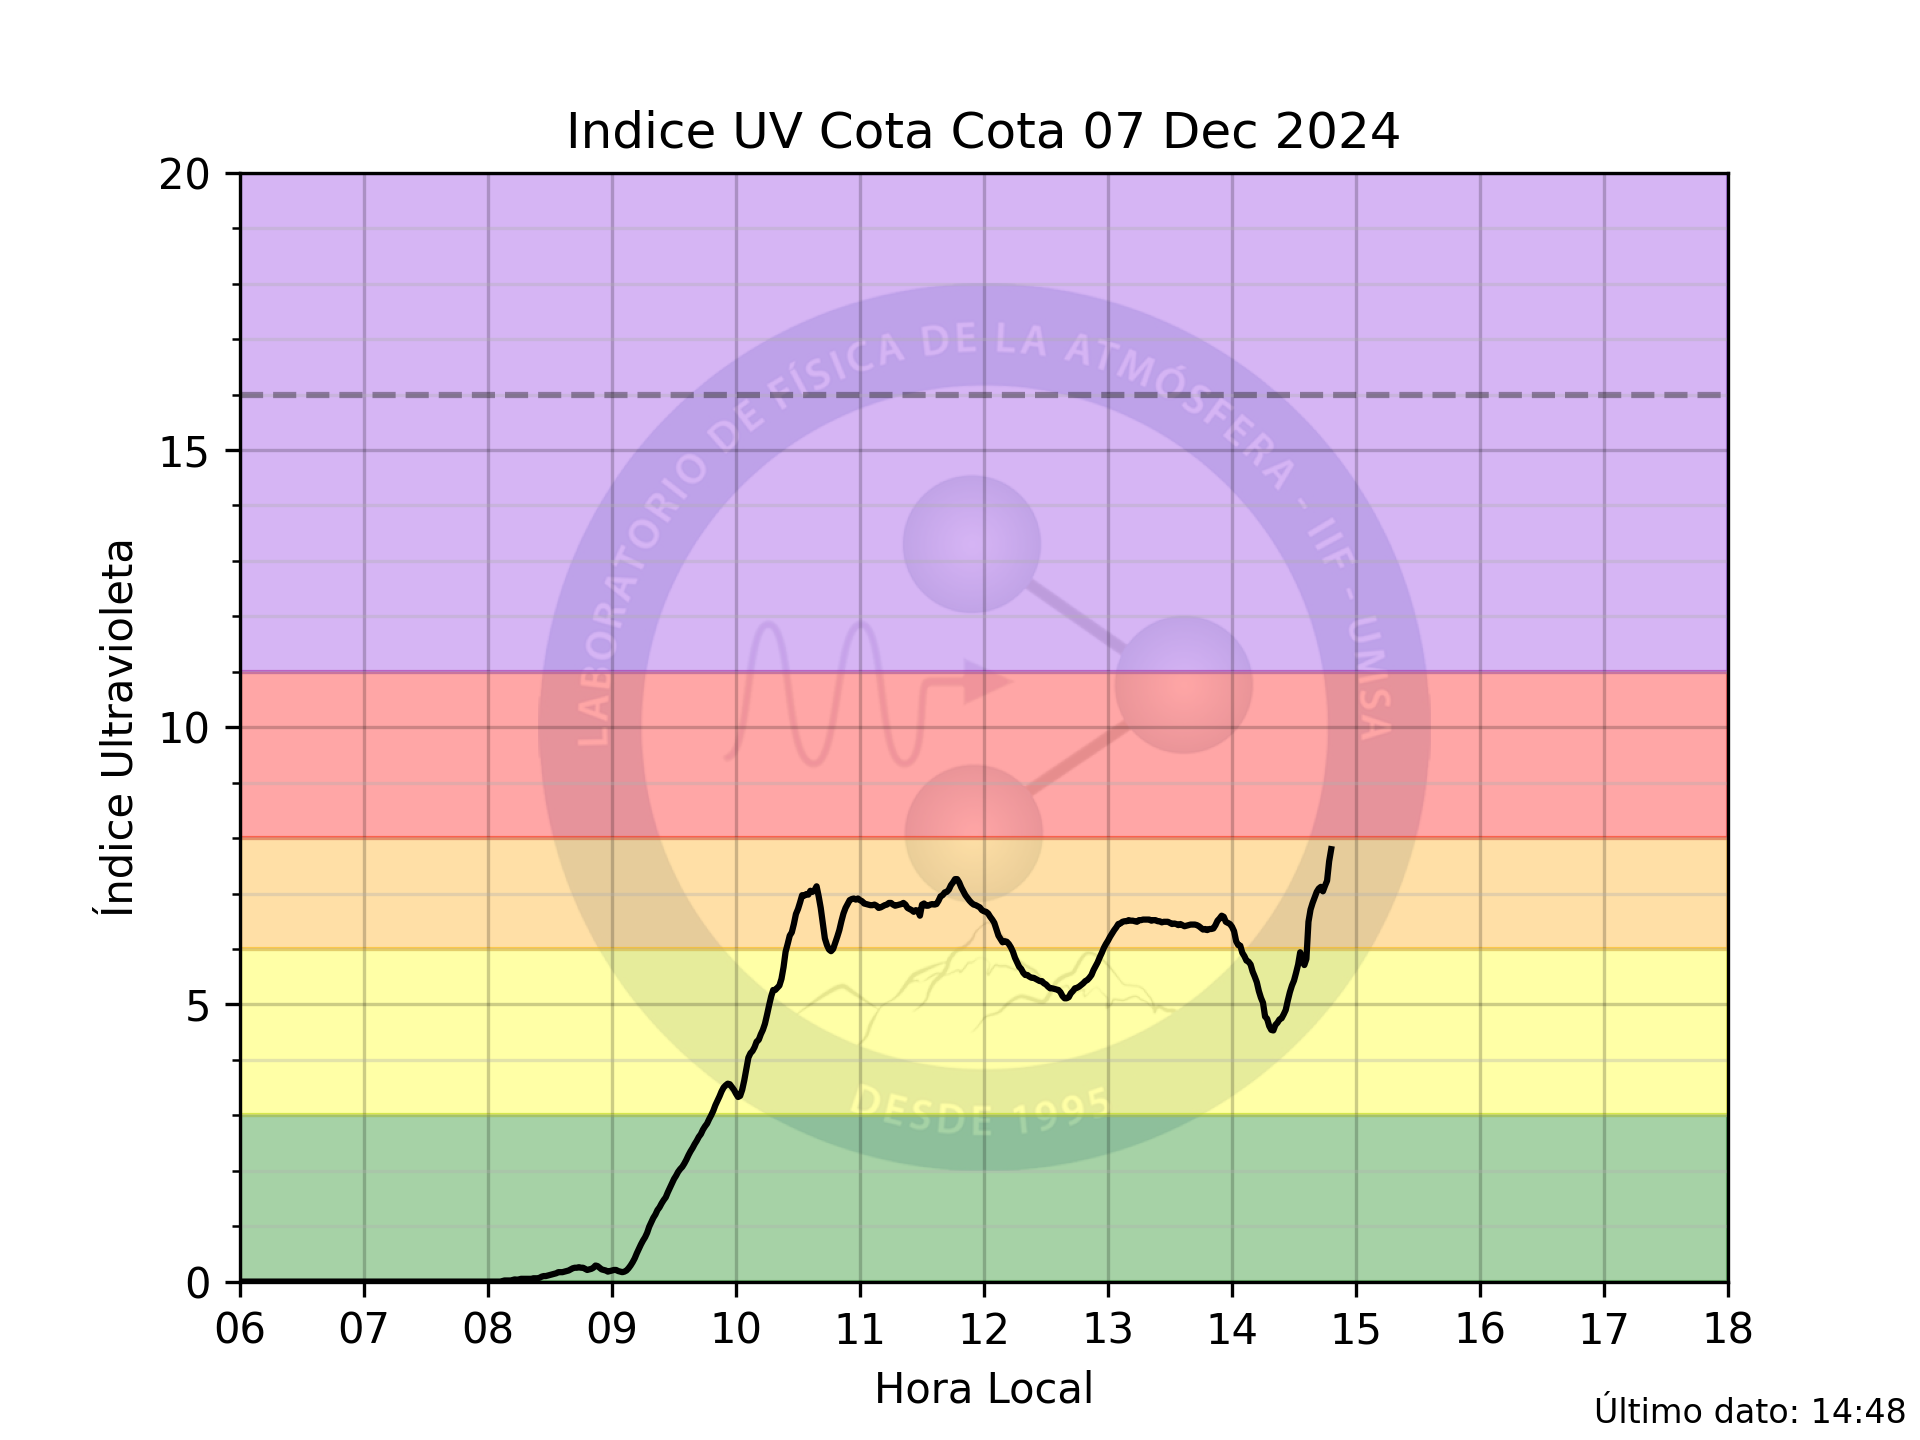 Indice UV Cota Cota 07 Dec 2024
20
15
10
5
0
Índice Ultravioleta
LABORATORIO DE FÍSICA DE LA ATMÓSFERA - IIF - UMSA
DESDE 1995
06 07 08 09 10 11 12 13 14 15 16 17 18
Hora Local
Último dato: 14:48